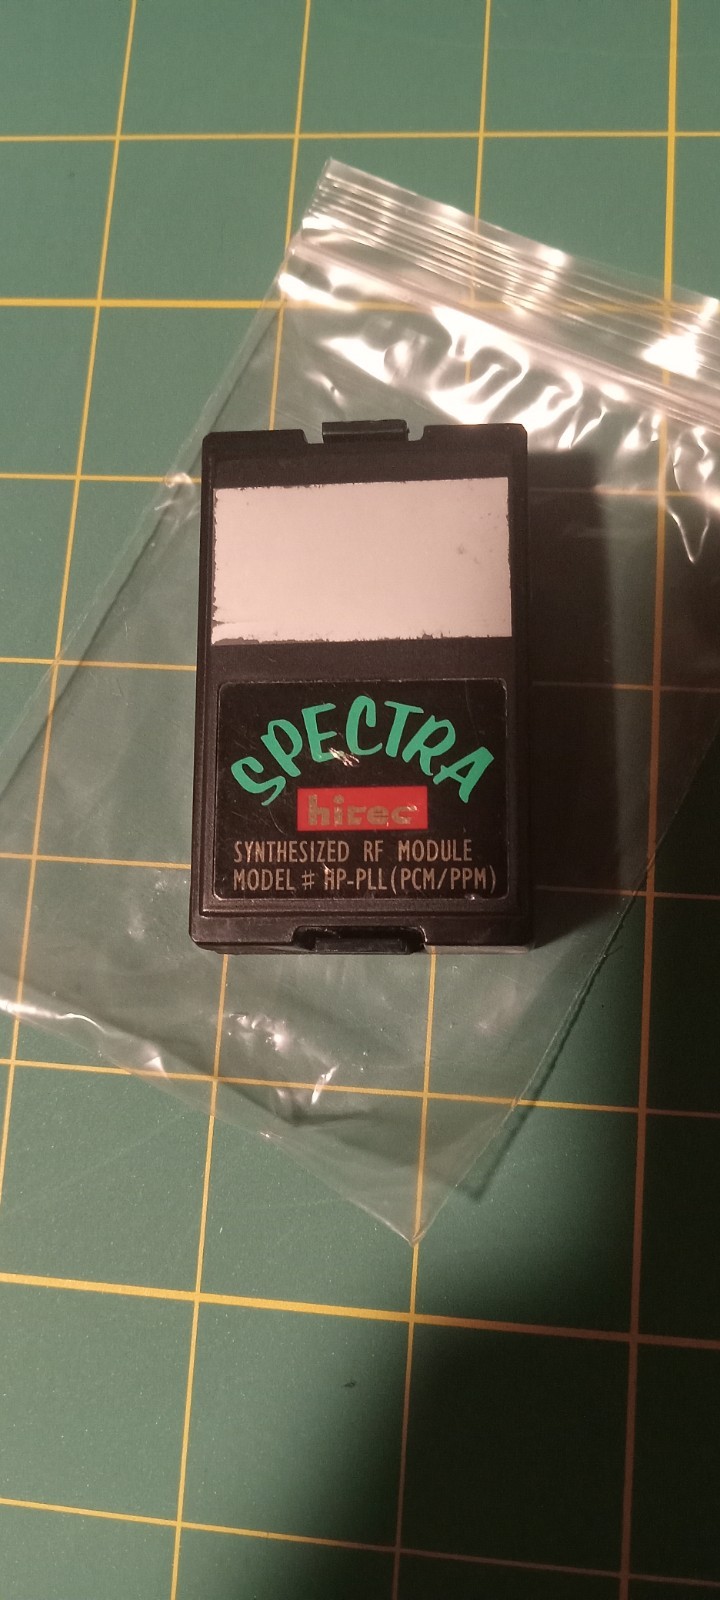 SPECTRA
hitec
SYNTHESIZED RF MODULE
MODEL # HP-PLL(PCM/PPM)